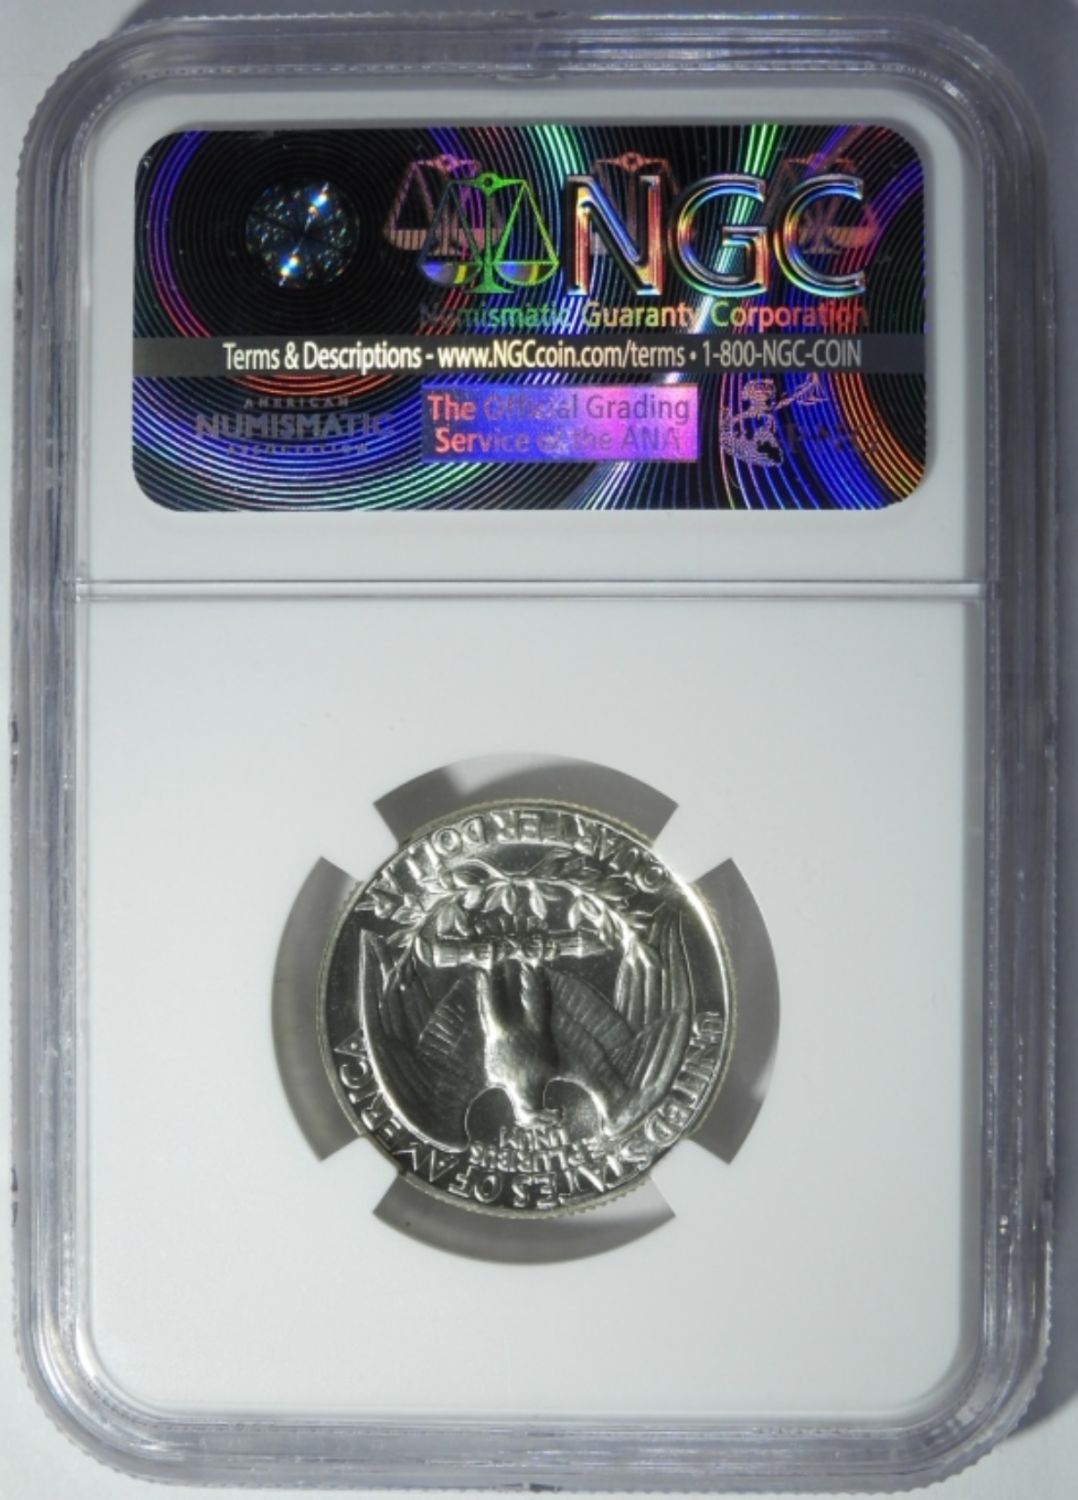 NGC
Numismatic Guaranty Corporation
Terms & Descriptions - www.NGCcoin.com/terms • 1-800-NGC-COIN
AMERICAN
NUMISMATIC
ASSOCIATION
The Official Grading
Service of the ANA
PNG
QUARTER DOLLAR
UNITED STATES OF AMERICA
E PLURIBUS
UNUM